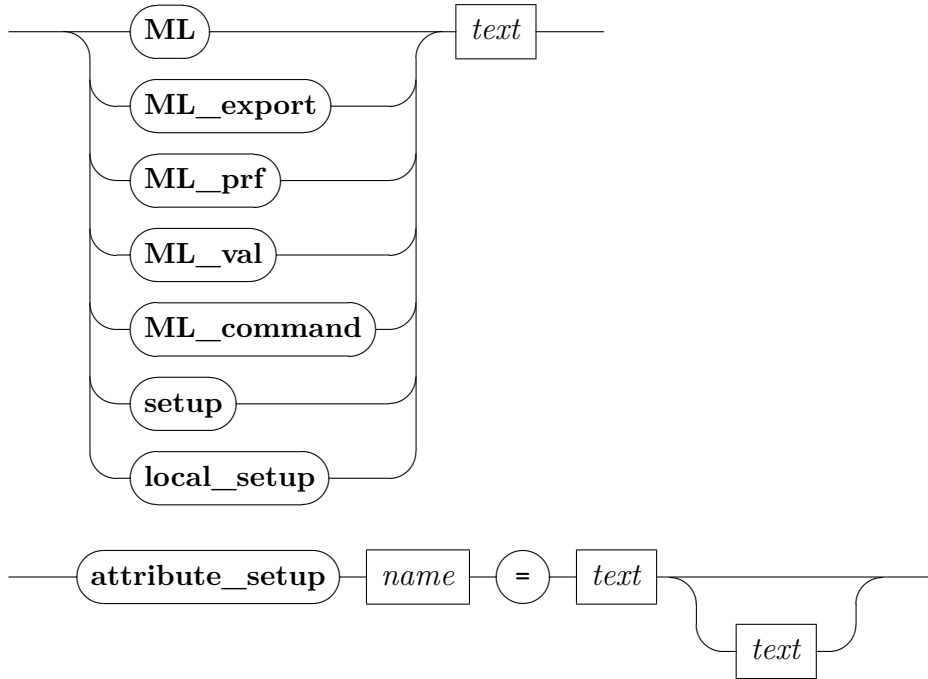 ML text
ML_export
ML_prf
ML_val
ML_command
setup
local_setup
attribute_setup name = text
text